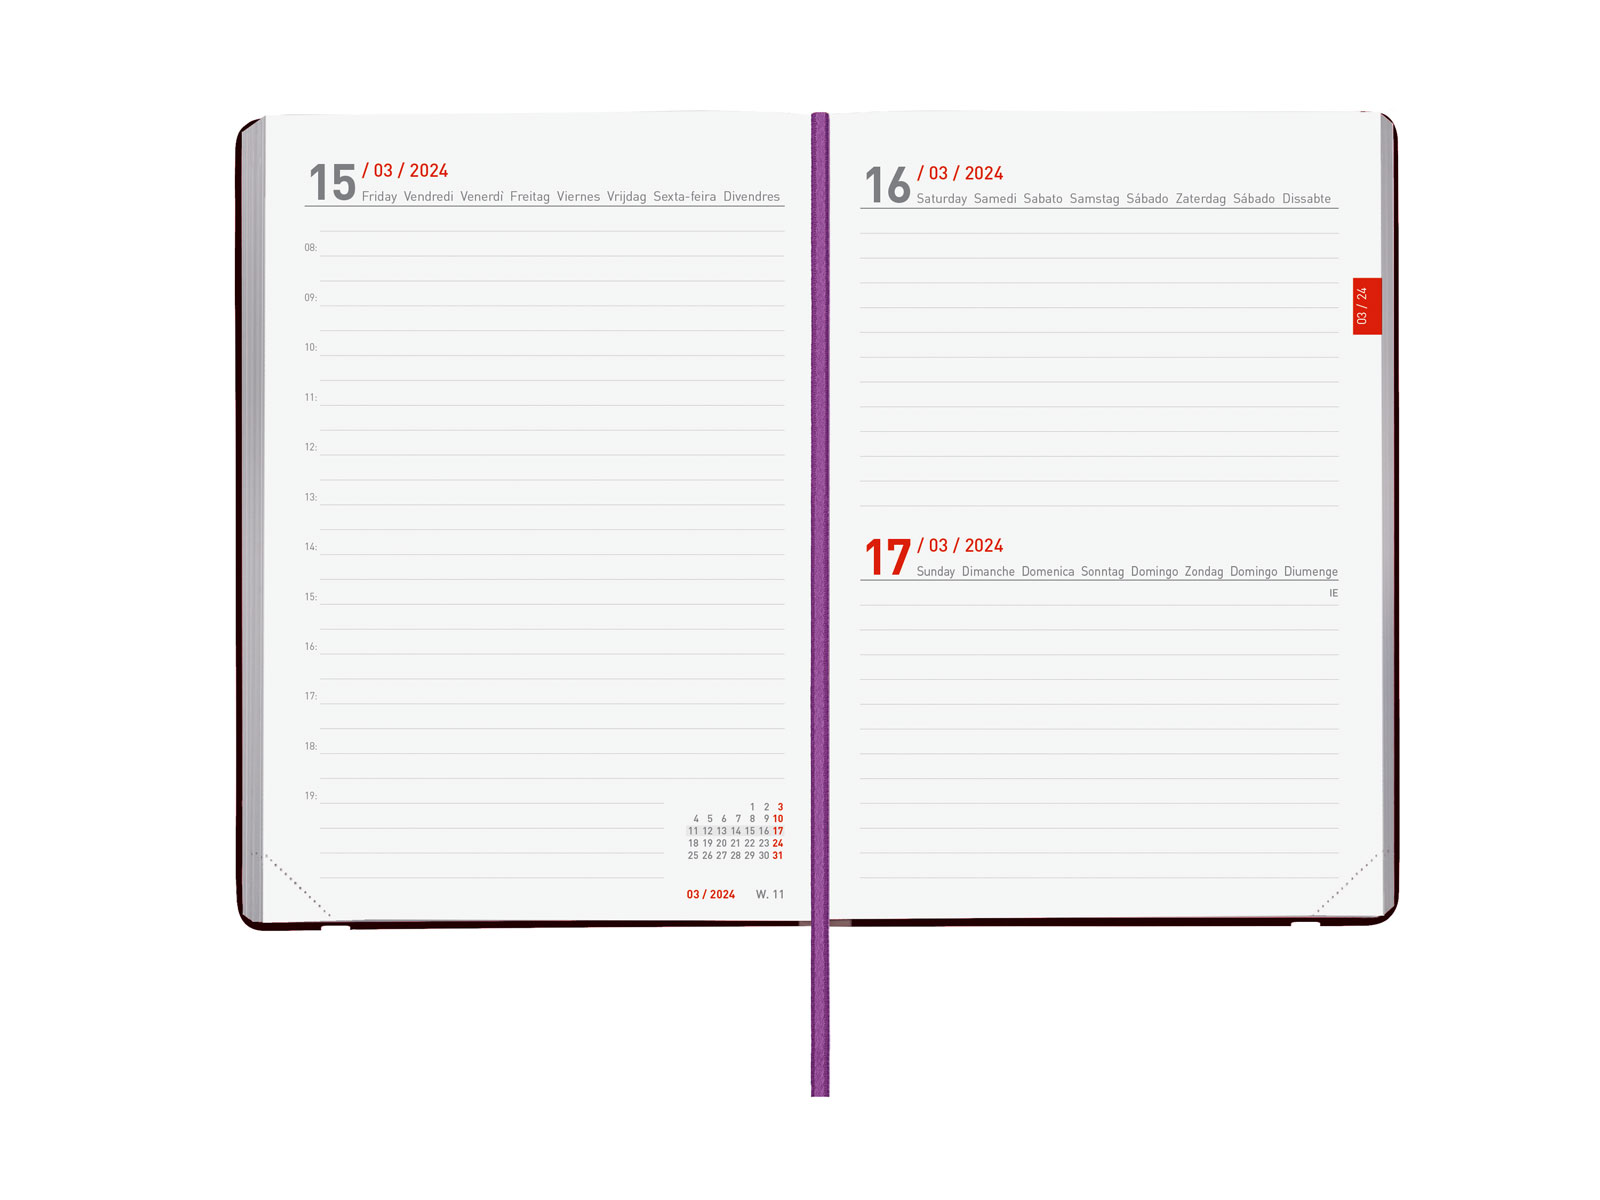 15 / 03 / 2024
Friday Vendredi Venerdì Freitag Viernes Vrijdag Sexta-feira Divendres
08:
09:
10:
11:
12:
13:
14:
15:
16:
17:
18:
19:
1 2 3
4 5 6 7 8 9 10
11 12 13 14 15 16 17
18 19 20 21 22 23 24
25 26 27 28 29 30 31
03 / 2024 W. 11
16 / 03 / 2024
Saturday Samedi Sabato Samstag Sábado Zaterdag Sábado Dissabte
03 / 24
17 / 03 / 2024
Sunday Dimanche Domenica Sonntag Domingo Zondag Domingo Diumenge
IE